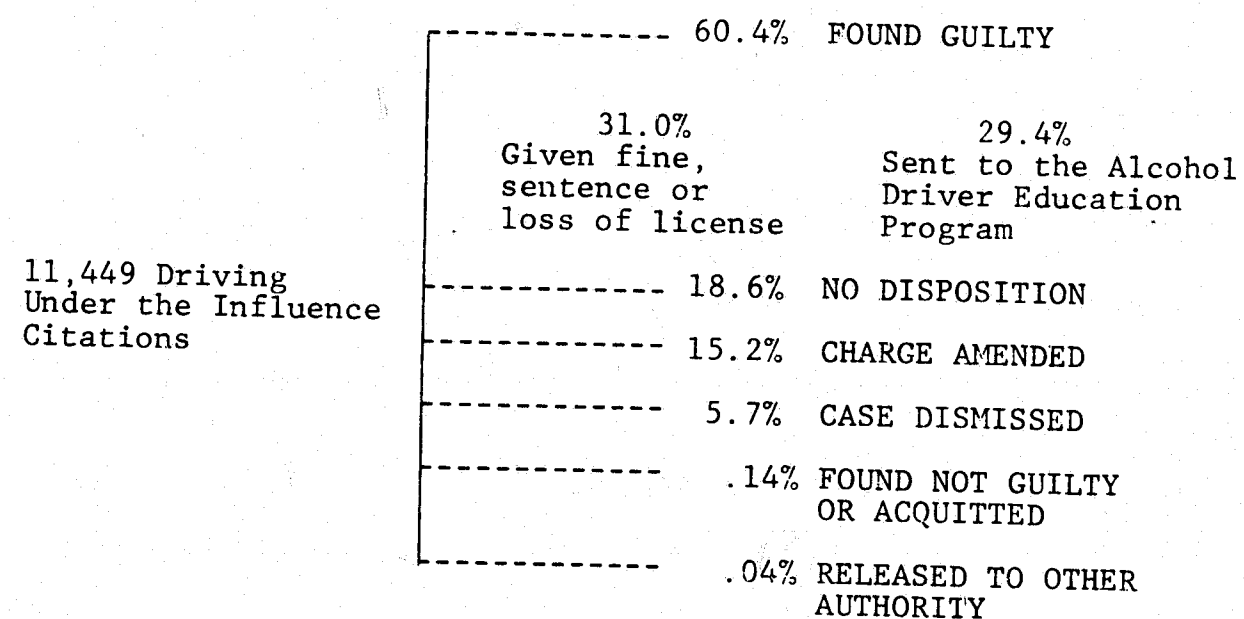 60.4% FOUND GUILTY
31.0%
Given fine,
sentence or
loss of license
29.4%
Sent to the Alcohol
Driver Education
Program
11,449 Driving
Under the Influence
Citations
18.6% NO DISPOSITION
15.2% CHARGE AMENDED
5.7% CASE DISMISSED
.14% FOUND NOT GUILTY
OR ACQUITTED
.04% RELEASED TO OTHER
AUTHORITY